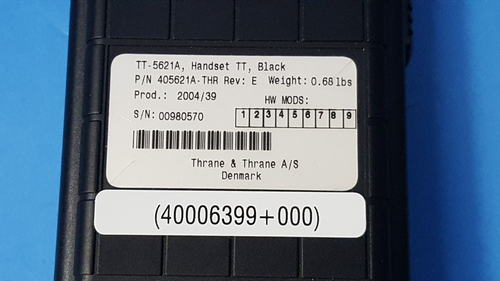 TT-5621A, Handset TT, Black
P/N 405621A-THR Rev: E Weight: 0.68 lbs
Prod.: 2004/39 HW MODS:
S/N: 00980570 1 2 3 4 5 6 7 8 9
Thrane & Thrane A/S
Denmark
(40006399+000)